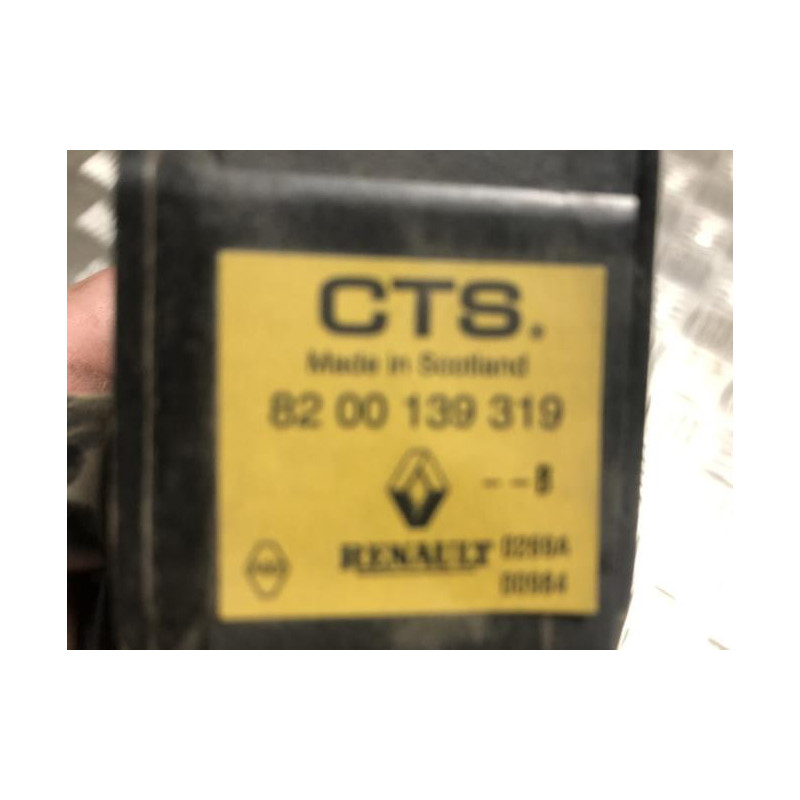 CTS.
Made in Scotland
82 00 139 319
--B
RENAULT